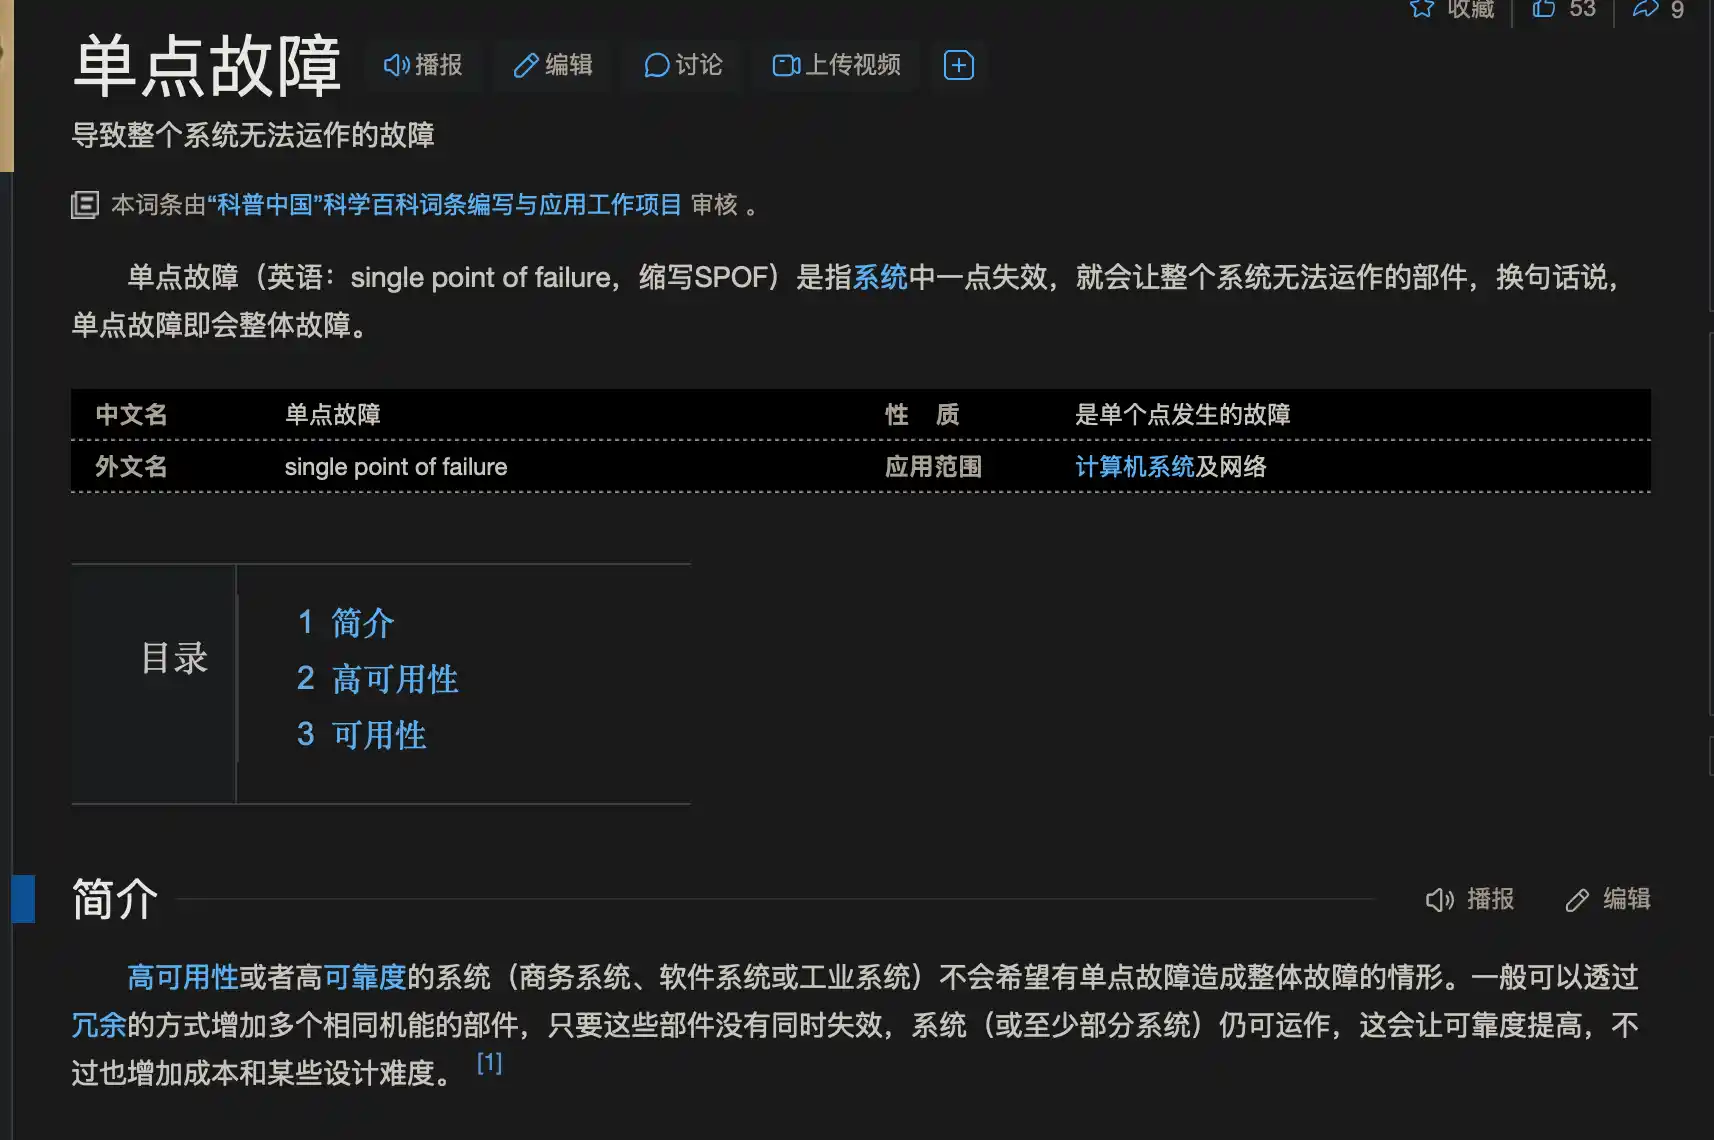 收藏 53 9
单点故障 播报 编辑 讨论 上传视频
导致整个系统无法运作的故障
本词条由“科普中国”科学百科词条编写与应用工作项目 审核 。
单点故障（英语：single point of failure，缩写SPOF）是指系统中一点失效，就会让整个系统无法运作的部件，换句话说，
单点故障即会整体故障。
中文名 单点故障 性 质 是单个点发生的故障
外文名 single point of failure 应用范围 计算机系统及网络
目录
1 简介
2 高可用性
3 可用性
简介 播报 编辑
高可用性或者高可靠度的系统（商务系统、软件系统或工业系统）不会希望有单点故障造成整体故障的情形。一般可以透过
冗余的方式增加多个相同机能的部件，只要这些部件没有同时失效，系统（或至少部分系统）仍可运作，这会让可靠度提高，不
过也增加成本和某些设计难度。 [1]